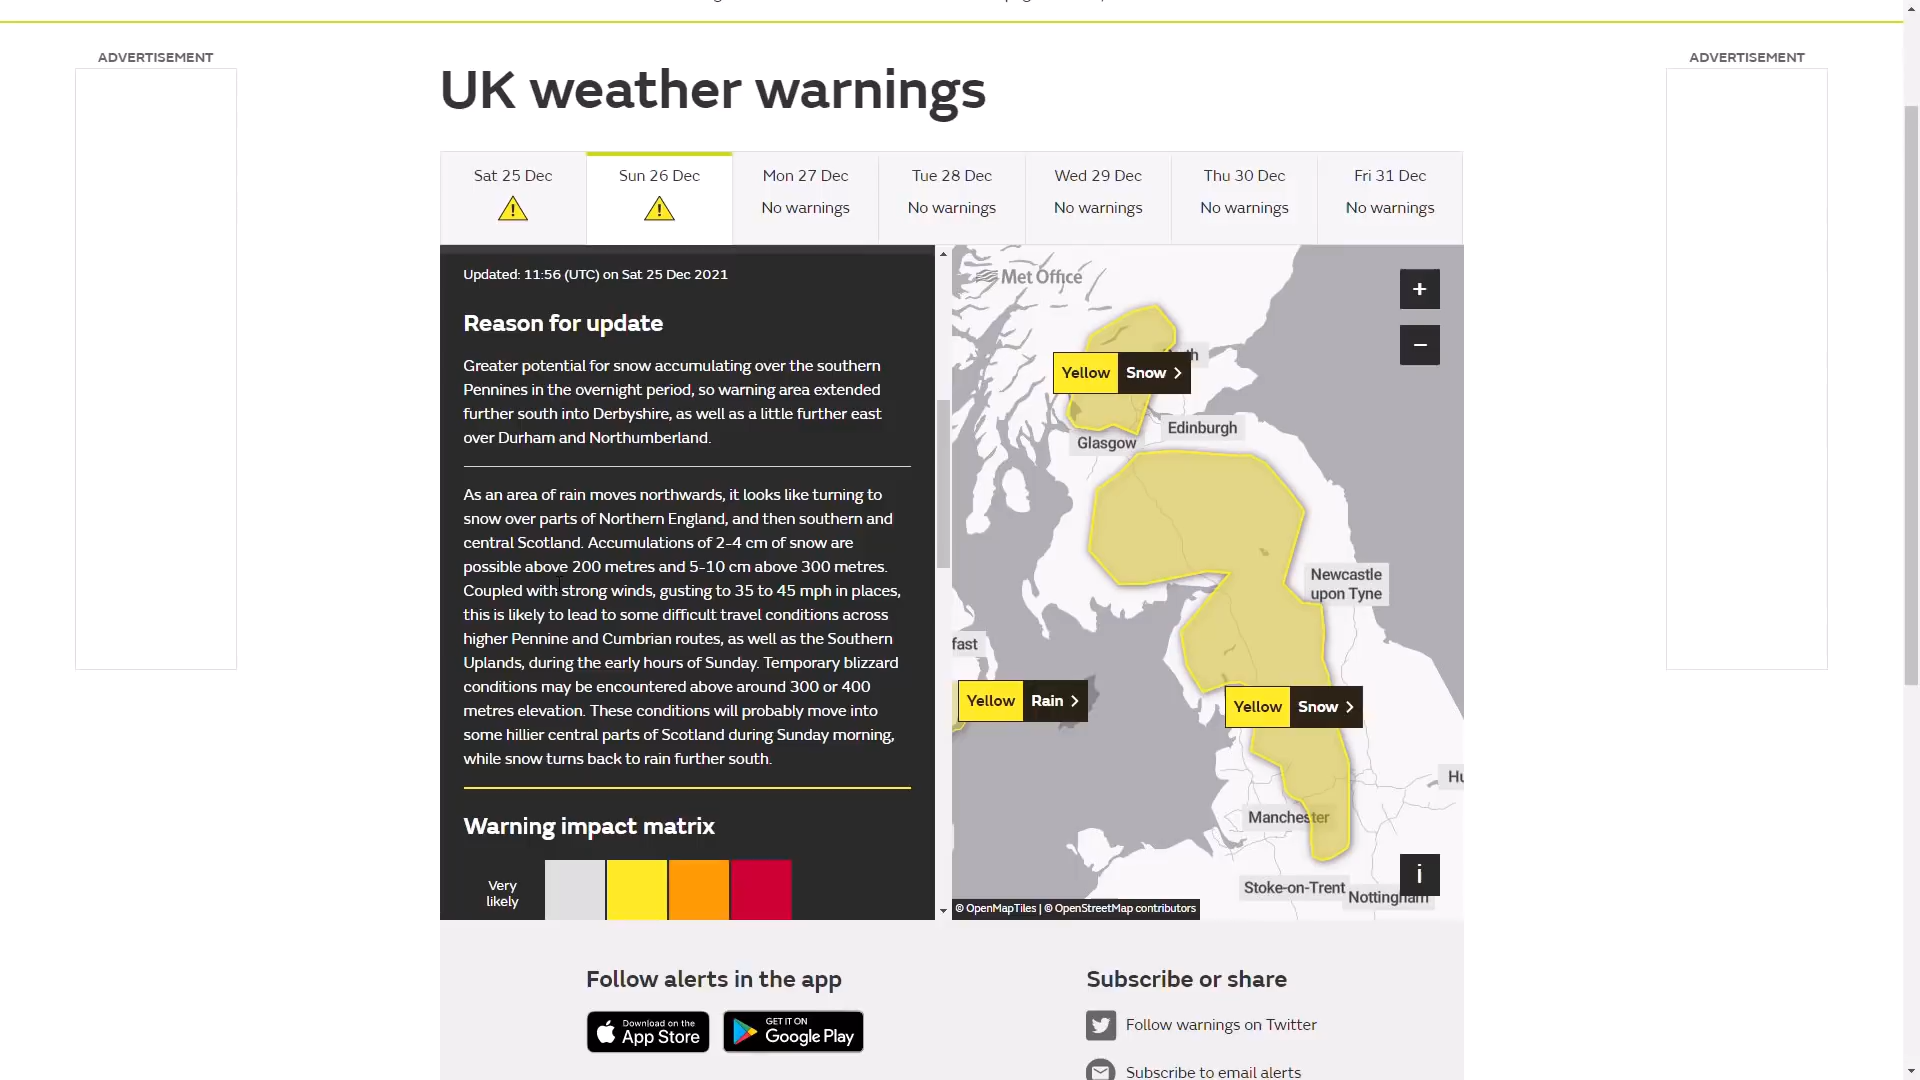 ADVERTISEMENT
ADVERTISEMENT
UK weather warnings
Sat 25 Dec
Sun 26 Dec
Mon 27 Dec
No warnings
Tue 28 Dec
No warnings
Wed 29 Dec
No warnings
Thu 30 Dec
No warnings
Fri 31 Dec
No warnings
Updated: 11:56 (UTC) on Sat 25 Dec 2021
Reason for update
Greater potential for snow accumulating over the southern
Pennines in the overnight period, so warning area extended
further south into Derbyshire, as well as a little further east
over Durham and Northumberland.
As an area of rain moves northwards, it looks like turning to
snow over parts of Northern England, and then southern and
central Scotland. Accumulations of 2-4 cm of snow are
possible above 200 metres and 5-10 cm above 300 metres.
Coupled with strong winds, gusting to 35 to 45 mph in places,
this is likely to lead to some difficult travel conditions across
higher Pennine and Cumbrian routes, as well as the Southern
Uplands, during the early hours of Sunday. Temporary blizzard
conditions may be encountered above around 300 or 400
metres elevation. These conditions will probably move into
some hillier central parts of Scotland during Sunday morning,
while snow turns back to rain further south.
Warning impact matrix
Very
likely
Met Office
+
−
Yellow Snow >
Edinburgh
Glasgow
Newcastle
upon Tyne
fast
Yellow Rain >
Yellow Snow >
Hu
Manchester
i
Stoke-on-Trent
Nottingham
© OpenMapTiles | © OpenStreetMap contributors
Follow alerts in the app
Download on the
App Store
GET IT ON
Google Play
Subscribe or share
Follow warnings on Twitter
Subscribe to email alerts